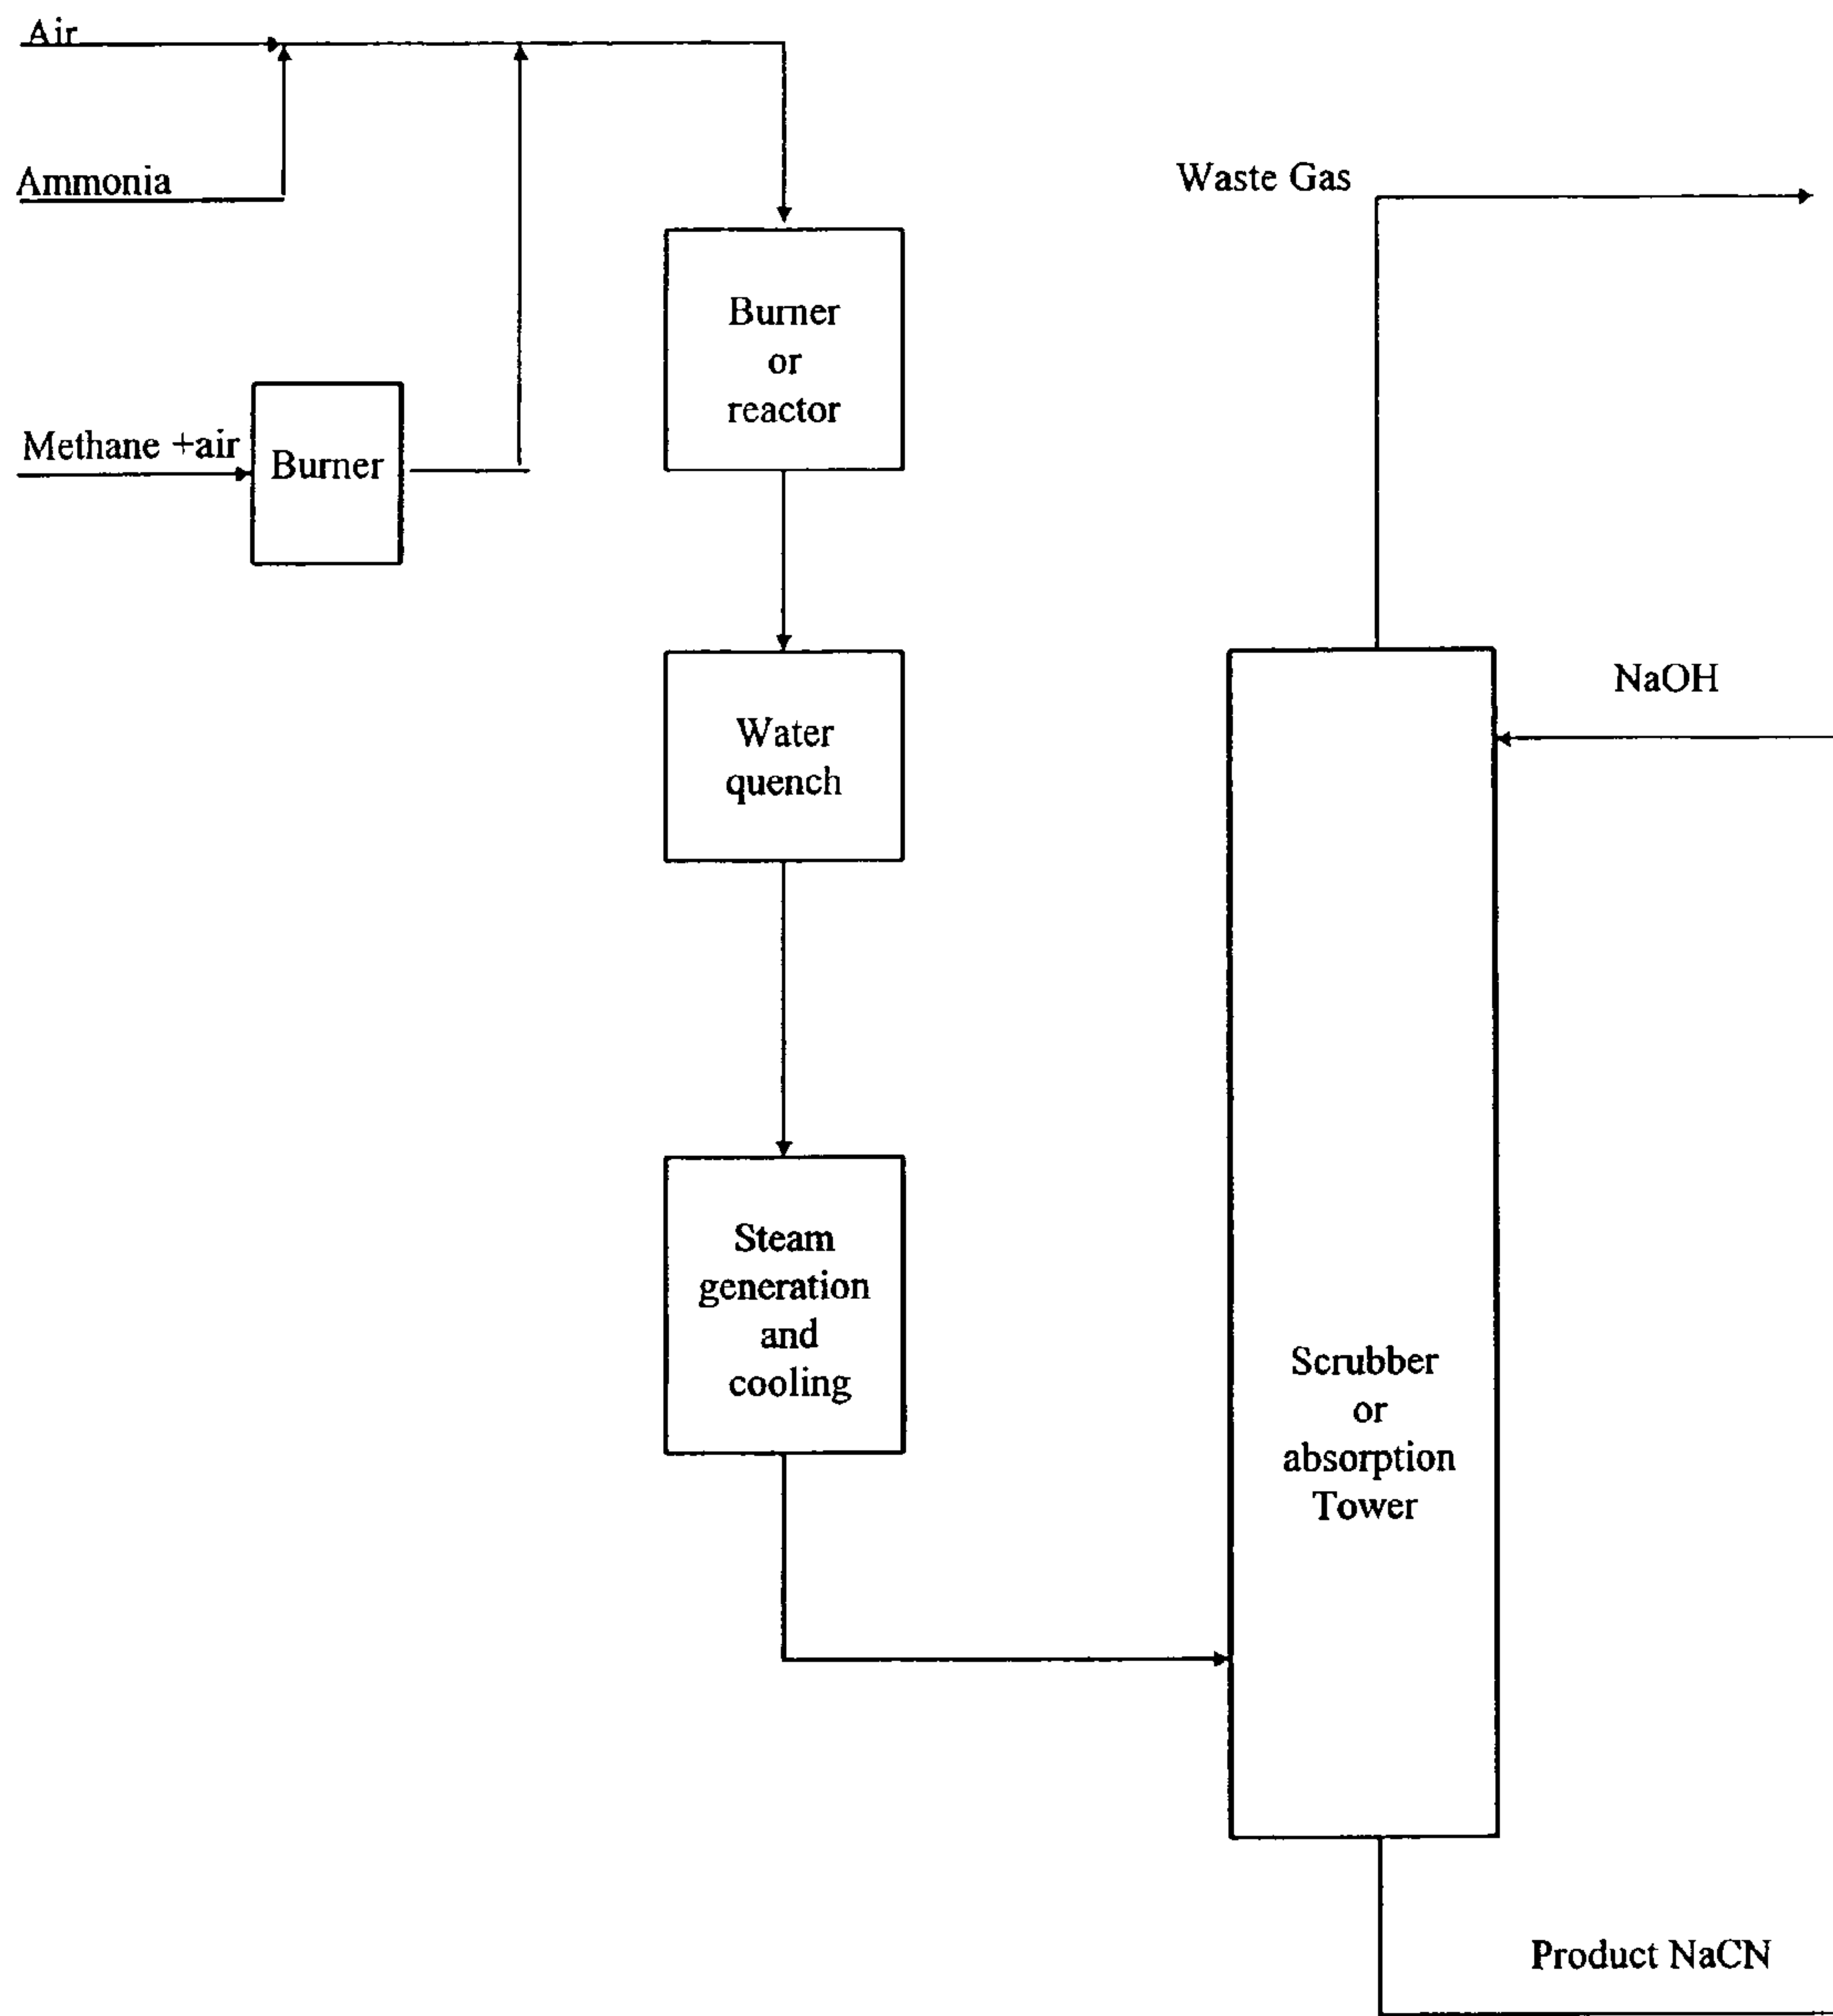 Air
Ammonia
Methane +air
Burner
Burner
or
reactor
Water
quench
Steam
generation
and
cooling
Waste Gas
NaOH
Scrubber
or
absorption
Tower
Product NaCN